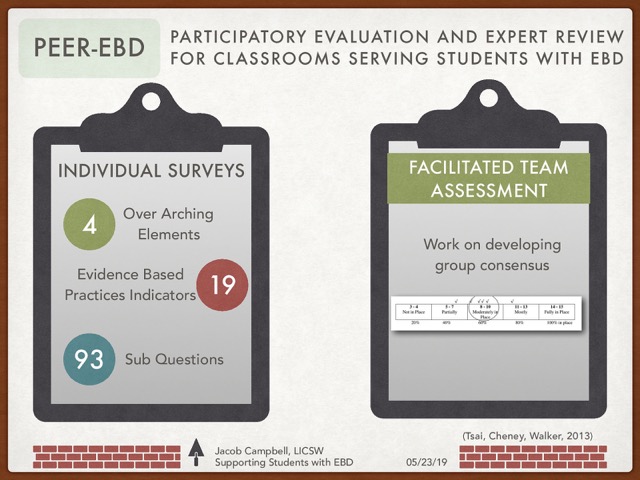 PEER-EBD
PARTICIPATORY EVALUATION AND EXPERT REVIEW
FOR CLASSROOMS SERVING STUDENTS WITH EBD
INDIVIDUAL SURVEYS
4
Over Arching
Elements
Evidence Based
Practices Indicators
19
93
Sub Questions
FACILITATED TEAM
ASSESSMENT
Work on developing
group consensus
3 - 4 5 - 7 8 - 10 11 - 13 14 - 15
Not in Place Partially Moderately in Mostly Fully in Place
Place
20% 40% 60% 80% 100% in place
(Tsai, Cheney, Walker, 2013)
Jacob Campbell, LICSW
Supporting Students with EBD
05/23/19